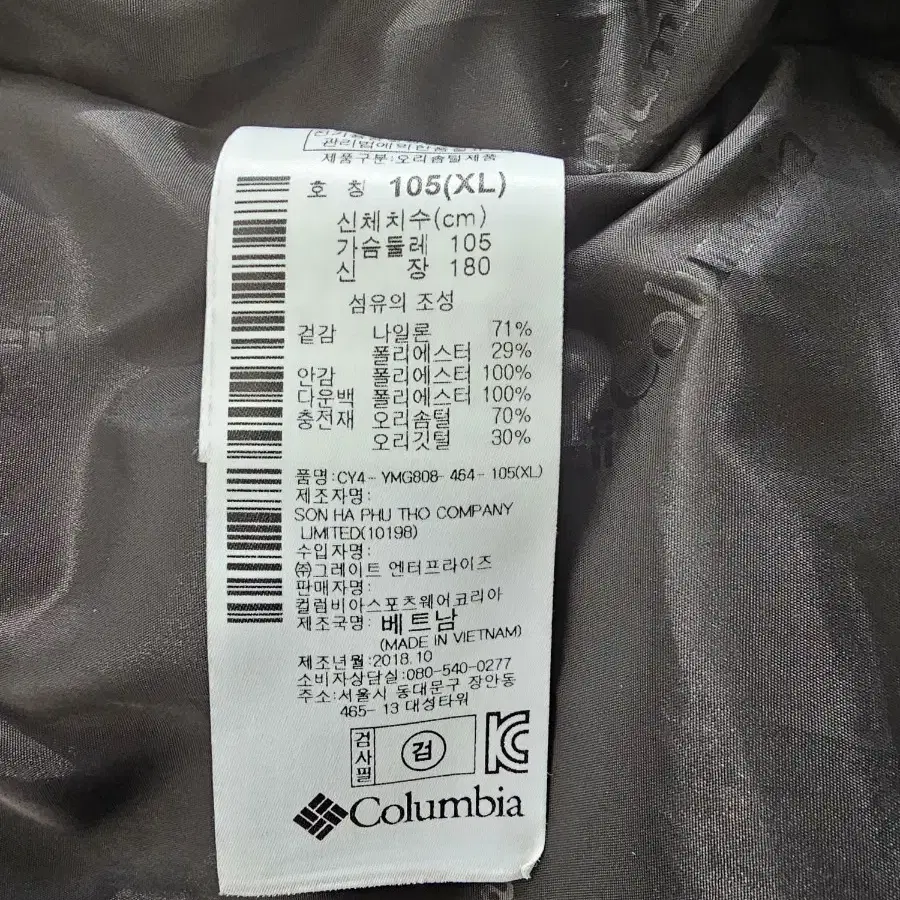 관리법에의한품질표
제품구분:오리솜털제품
호 칭 105(XL)
신체치수(cm)
가슴둘레 105
신 장 180
섬유의 조성
겉감 나일론 71%
폴리에스터 29%
안감 폴리에스터 100%
다운백 폴리에스터 100%
충전재 오리솜털 70%
오리깃털 30%
품명:CY4-YMG808-464-105(XL)
제조자명:
SON HA PHU THO COMPANY
LIMITED(10198)
수입자명:
㈜그레이트 엔터프라이즈
판매자명:
컬럼비아스포츠웨어코리아
제조국명: 베트남
(MADE IN VIETNAM)
제조년월:2018.10
소비자상담실:080-540-0277
주소:서울시 동대문구 장안동
465-13 대성타워
검사필
검
Columbia